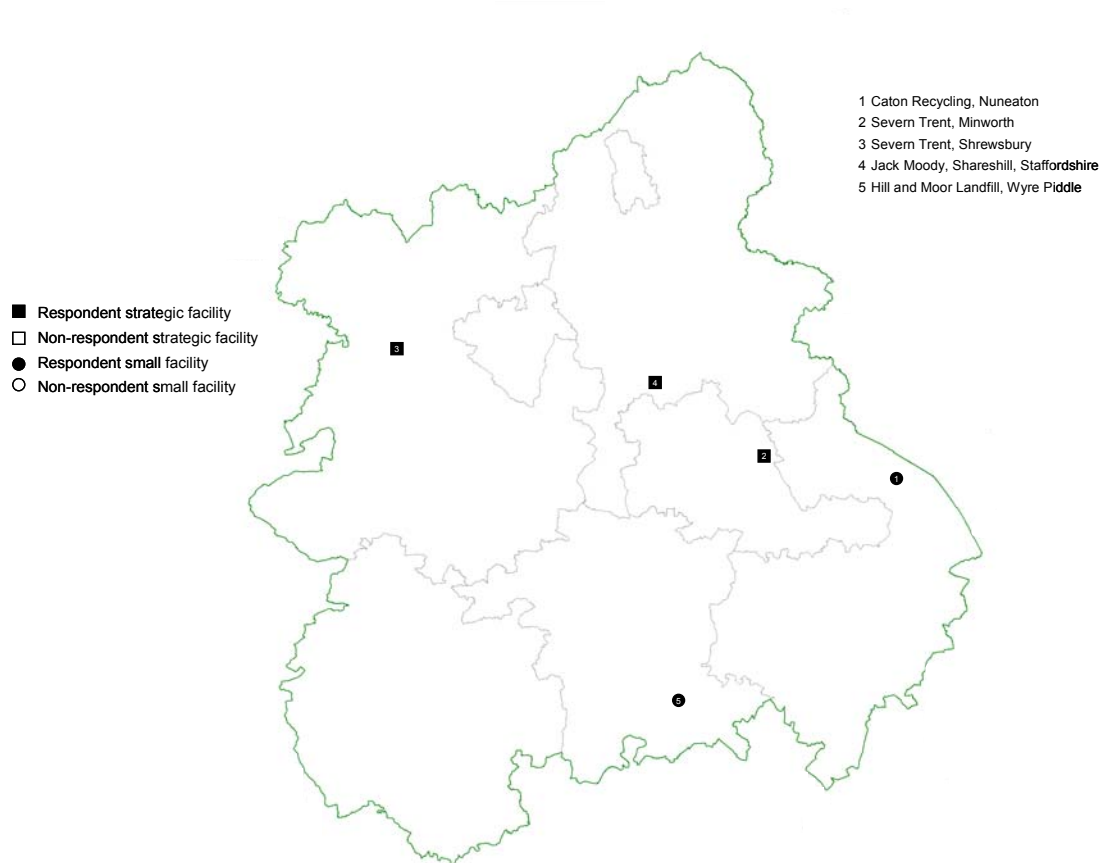 1 Caton Recycling, Nuneaton
2 Severn Trent, Minworth
3 Severn Trent, Shrewsbury
4 Jack Moody, Shareshill, Staffordshire
5 Hill and Moor Landfill, Wyre Piddle
Respondent strategic facility
Non-respondent strategic facility
Respondent small facility
Non-respondent small facility
3
4
2
1
5